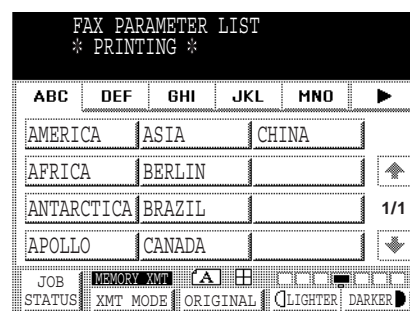 FAX PARAMETER LIST
※ PRINTING ※
ABC DEF GHI JKL MNO
AMERICA ASIA CHINA
AFRICA BERLIN
ANTARCTICA BRAZIL 1/1
APOLLO CANADA
JOB STATUS MEMORY XMT A
XMT MODE ORIGINAL LIGHTER DARKER